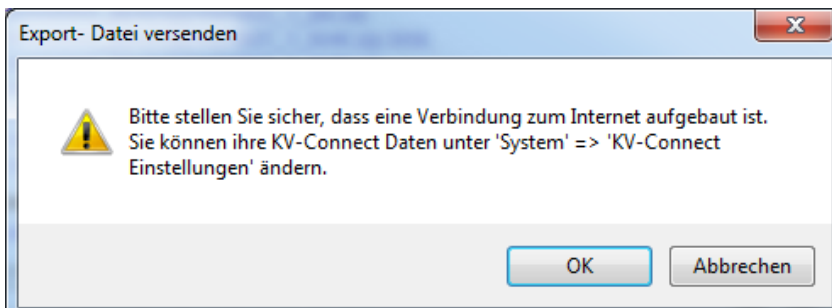 Export- Datei versenden
Bitte stellen Sie sicher, dass eine Verbindung zum Internet aufgebaut ist.
Sie können ihre KV-Connect Daten unter 'System' => 'KV-Connect
Einstellungen' ändern.
OK
Abbrechen